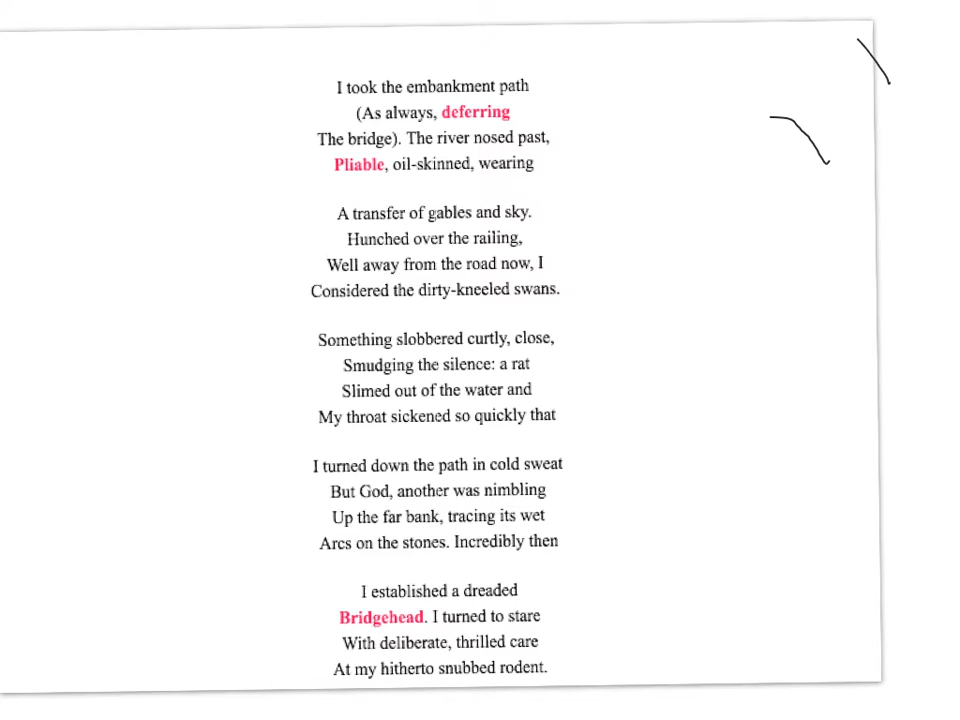 I took the embankment path
(As always, deferring
The bridge). The river nosed past,
Pliable, oil-skinned, wearing
A transfer of gables and sky.
Hunched over the railing,
Well away from the road now, I
Considered the dirty-kneeled swans.
Something slobbered curtly, close,
Smudging the silence: a rat
Slimed out of the water and
My throat sickened so quickly that
I turned down the path in cold sweat
But God, another was nimbling
Up the far bank, tracing its wet
Arcs on the stones. Incredibly then
I established a dreaded
Bridgehead. I turned to stare
With deliberate, thrilled care
At my hitherto snubbed rodent.